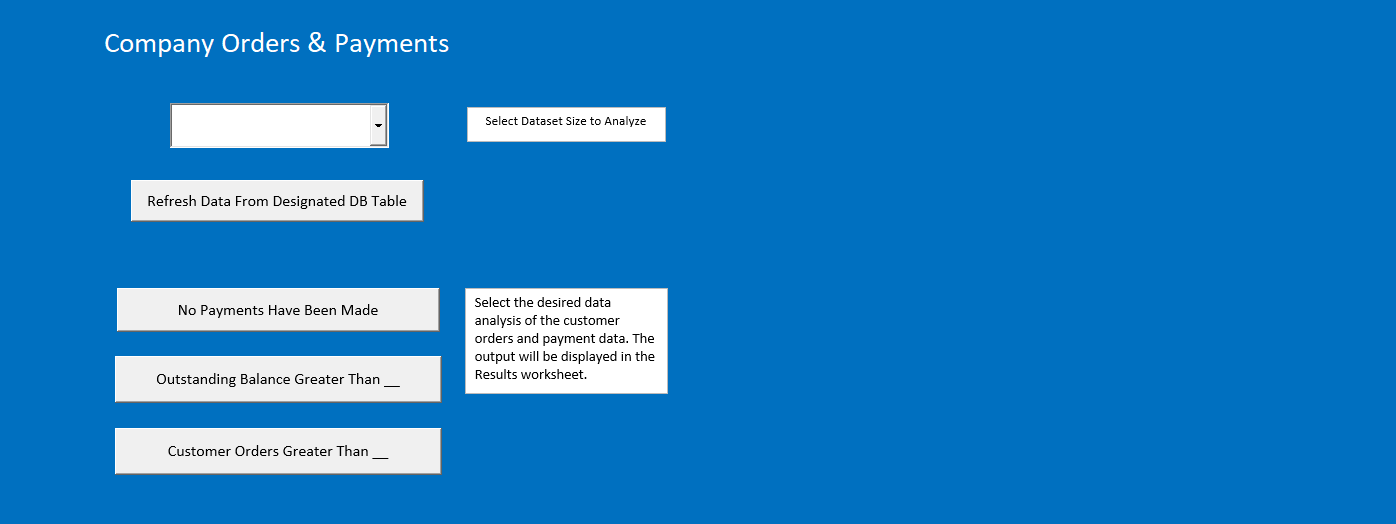 Company Orders & Payments
Select Dataset Size to Analyze
Refresh Data From Designated DB Table
No Payments Have Been Made
Select the desired data
analysis of the customer
orders and payment data. The
output will be displayed in the
Results worksheet.
Outstanding Balance Greater Than __
Customer Orders Greater Than __